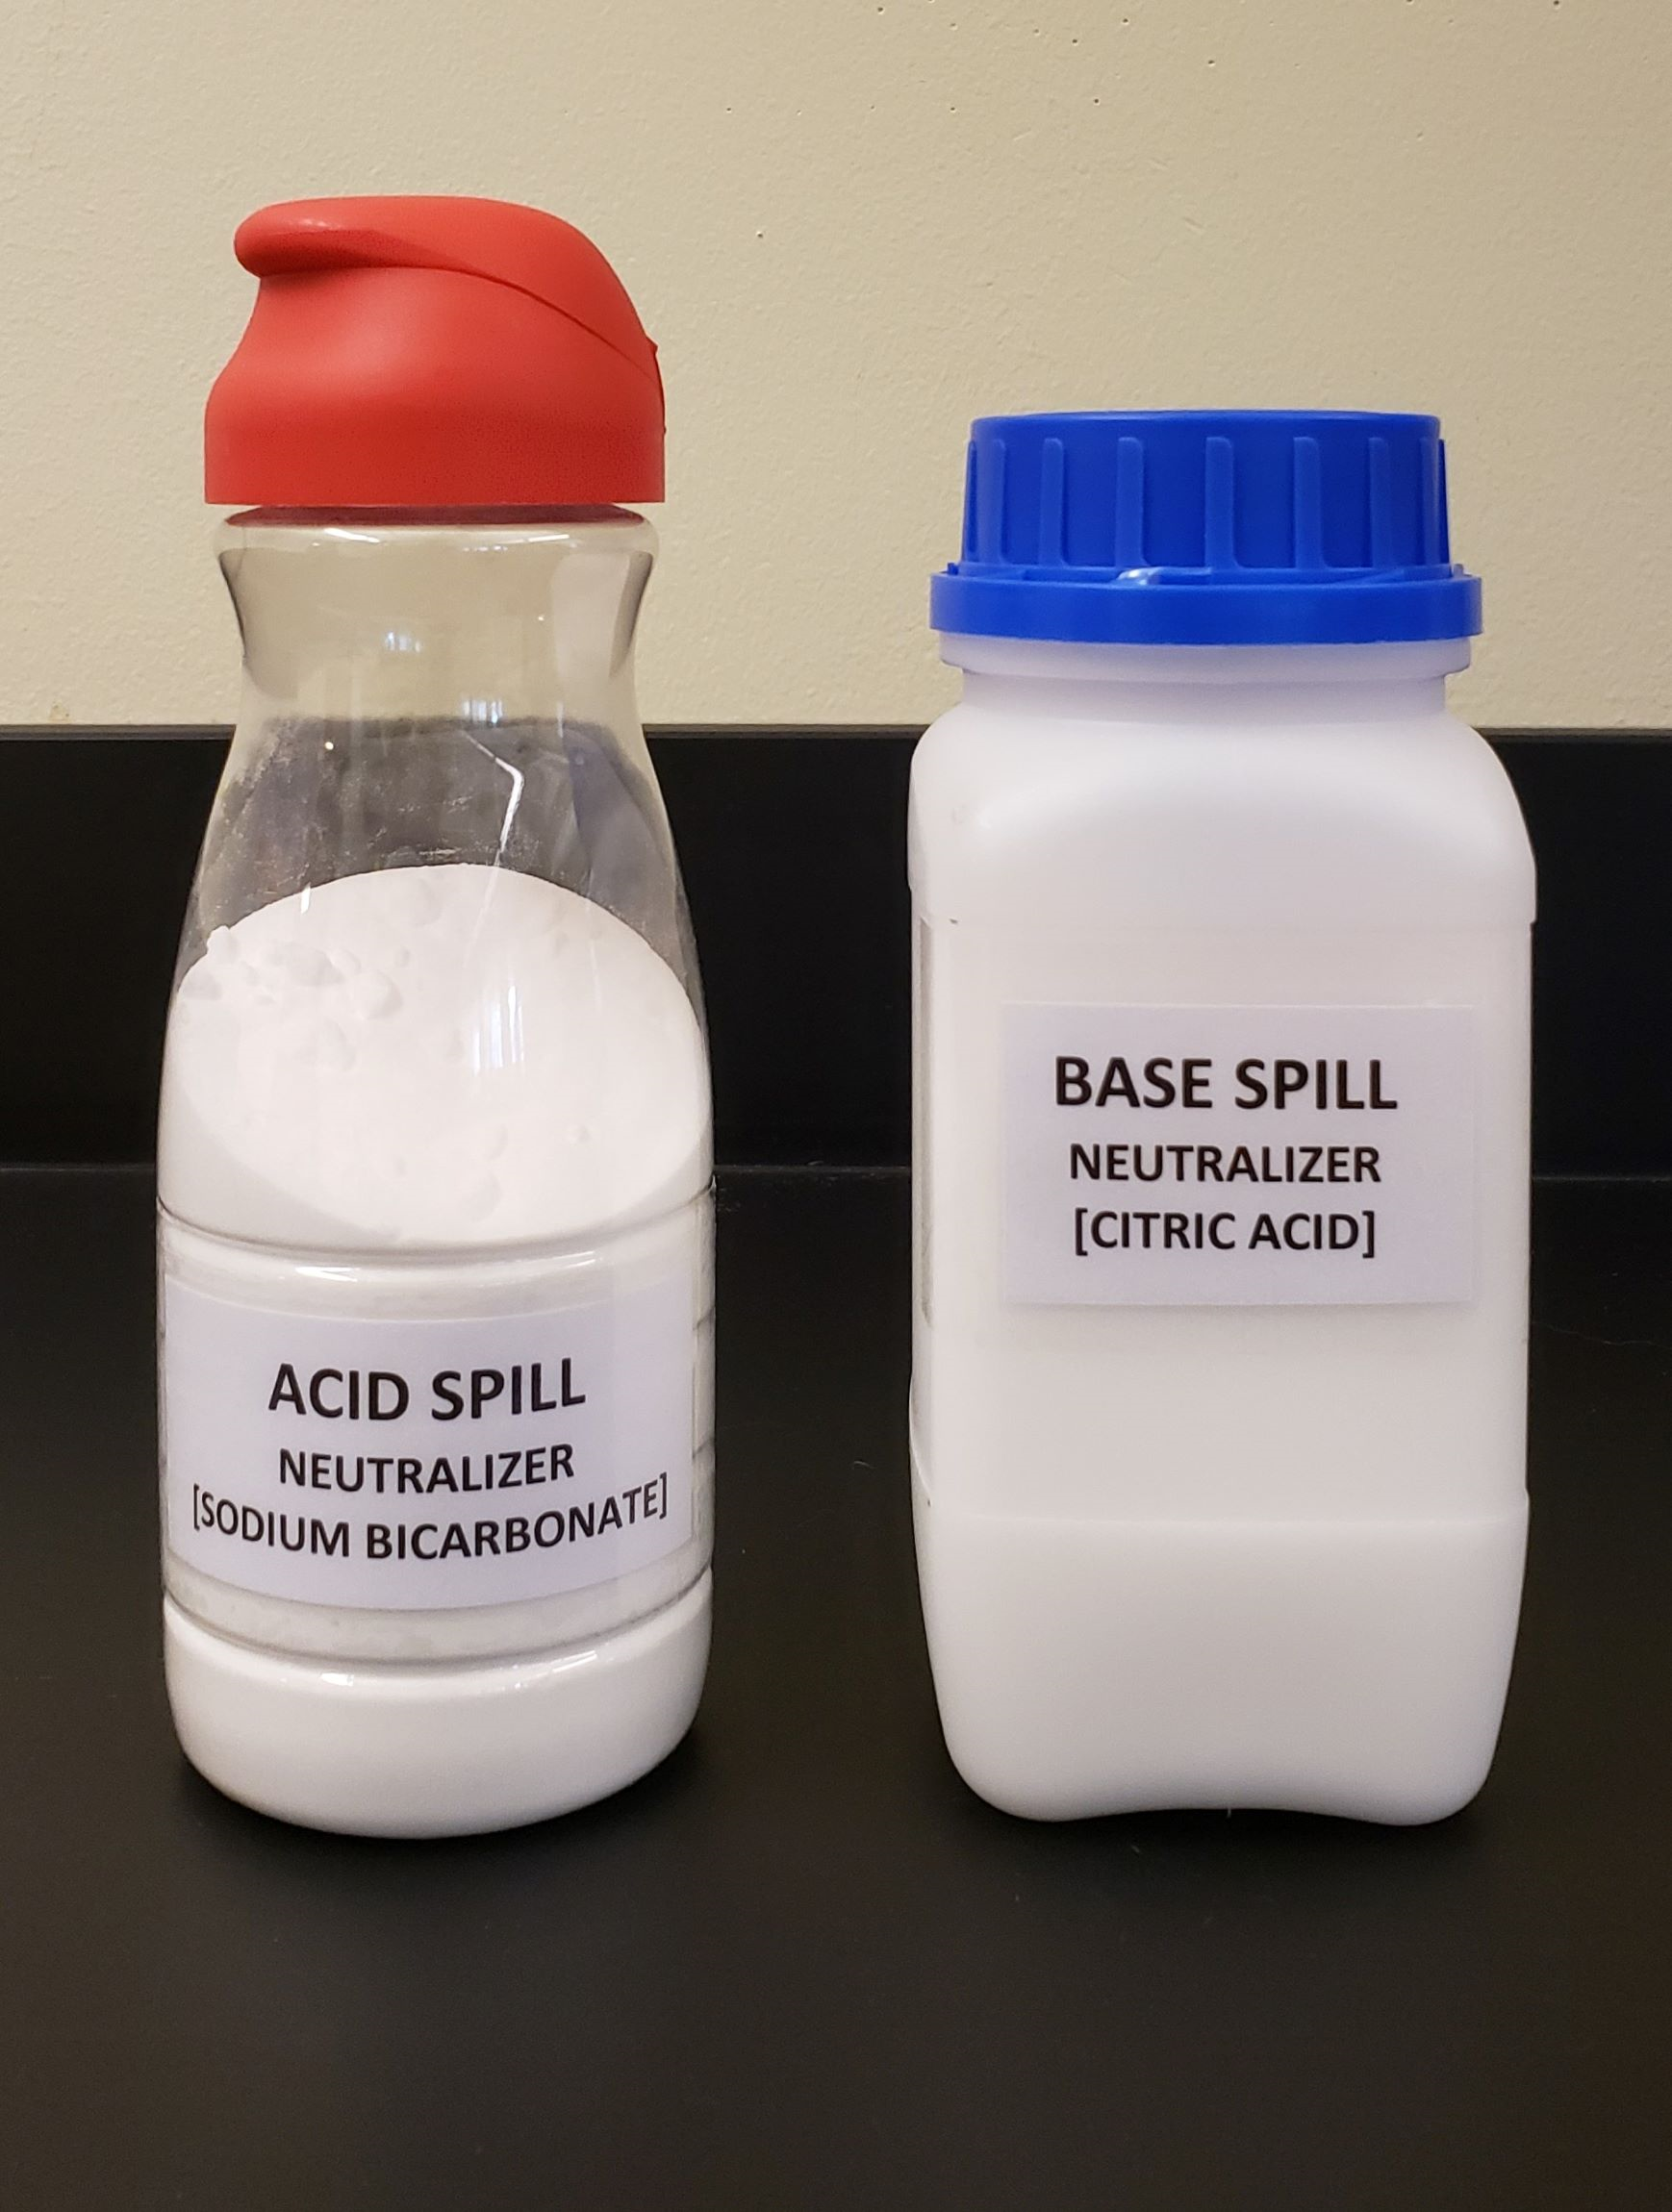 ACID SPILL
NEUTRALIZER
[SODIUM BICARBONATE]
BASE SPILL
NEUTRALIZER
[CITRIC ACID]